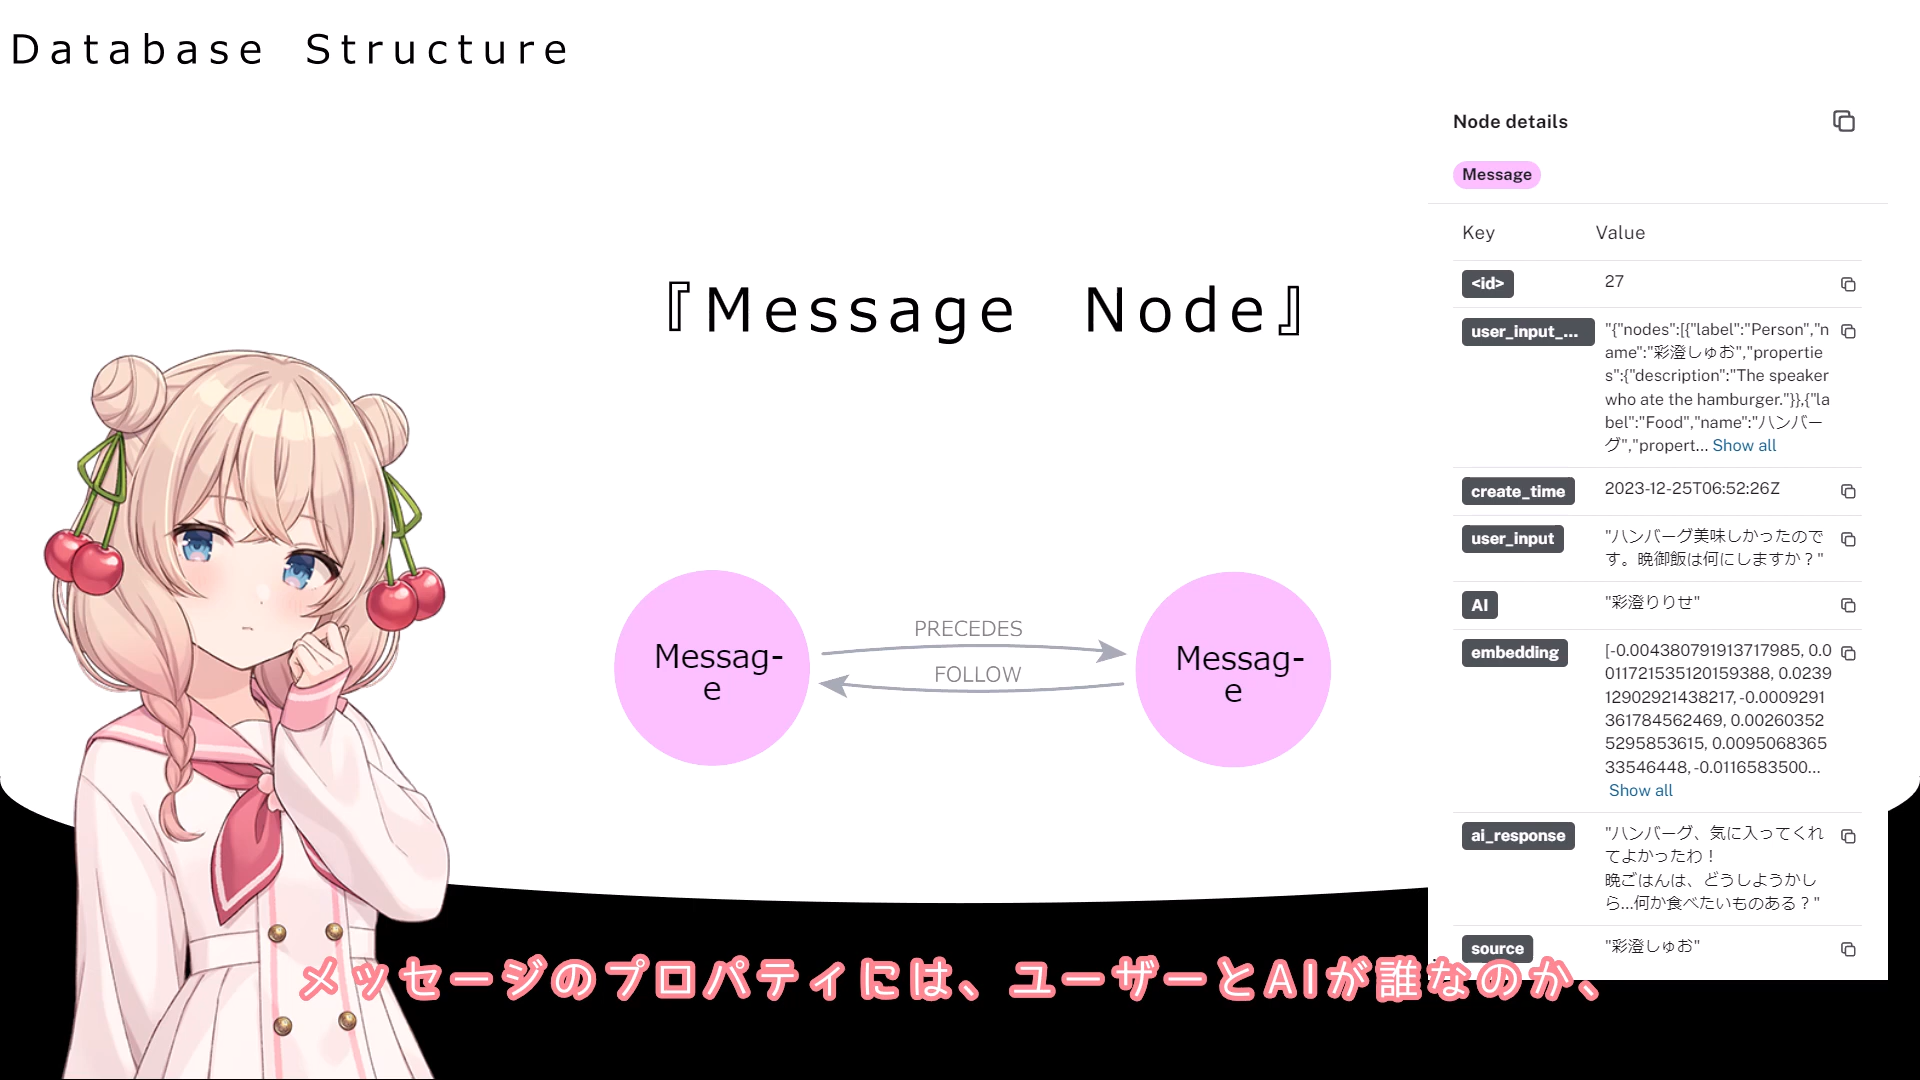 Database Structure
『Message Node』
Messag-
e
PRECEDES
FOLLOW
Messag-
e
Node details
Message
Key Value
<id> 27
user_input_... "{"nodes":[{"label":"Person","n
ame":"彩澄しゅお","propertie
s":{"description":"The speaker
who ate the hamburger."}},{"la
bel":"Food","name":"ハンバー
グ","propert... Show all
create_time 2023-12-25T06:52:26Z
user_input "ハンバーグ美味しかったので
す。晩御飯は何にしますか？"
AI "彩澄りりせ"
embedding [-0.004380791913717985, 0.0
011721535120159388, 0.0239
12902921438217, -0.0009291
361784562469, 0.00260352
5295853615, 0.0095068365
33546448, -0.0116583500...
Show all
ai_response "ハンバーグ、気に入ってくれ
てよかったわ！
晩ごはんは、どうしようかし
ら...何か食べたいものある？"
source "彩澄しゅお"
メッセージのプロパティには、ユーザーとAIが誰なのか、